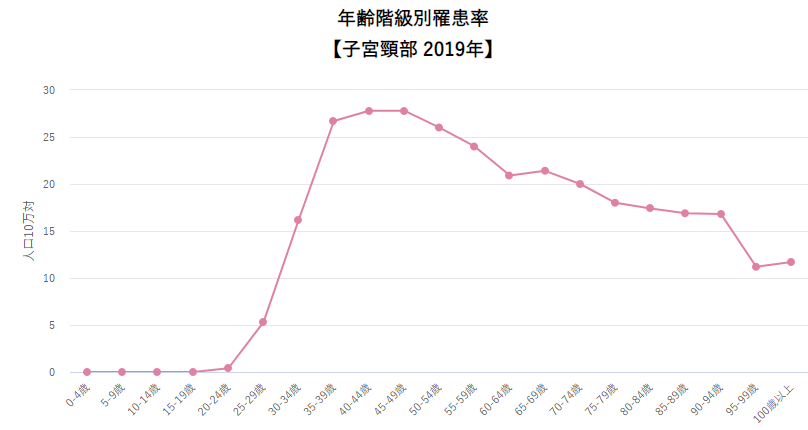 年齢階級別罹患率
【子宮頸部 2019年】
人口10万対
30
25
20
15
10
5
0
0-4歳
5-9歳
10-14歳
15-19歳
20-24歳
25-29歳
30-34歳
35-39歳
40-44歳
45-49歳
50-54歳
55-59歳
60-64歳
65-69歳
70-74歳
75-79歳
80-84歳
85-89歳
90-94歳
95-99歳
100歳以上